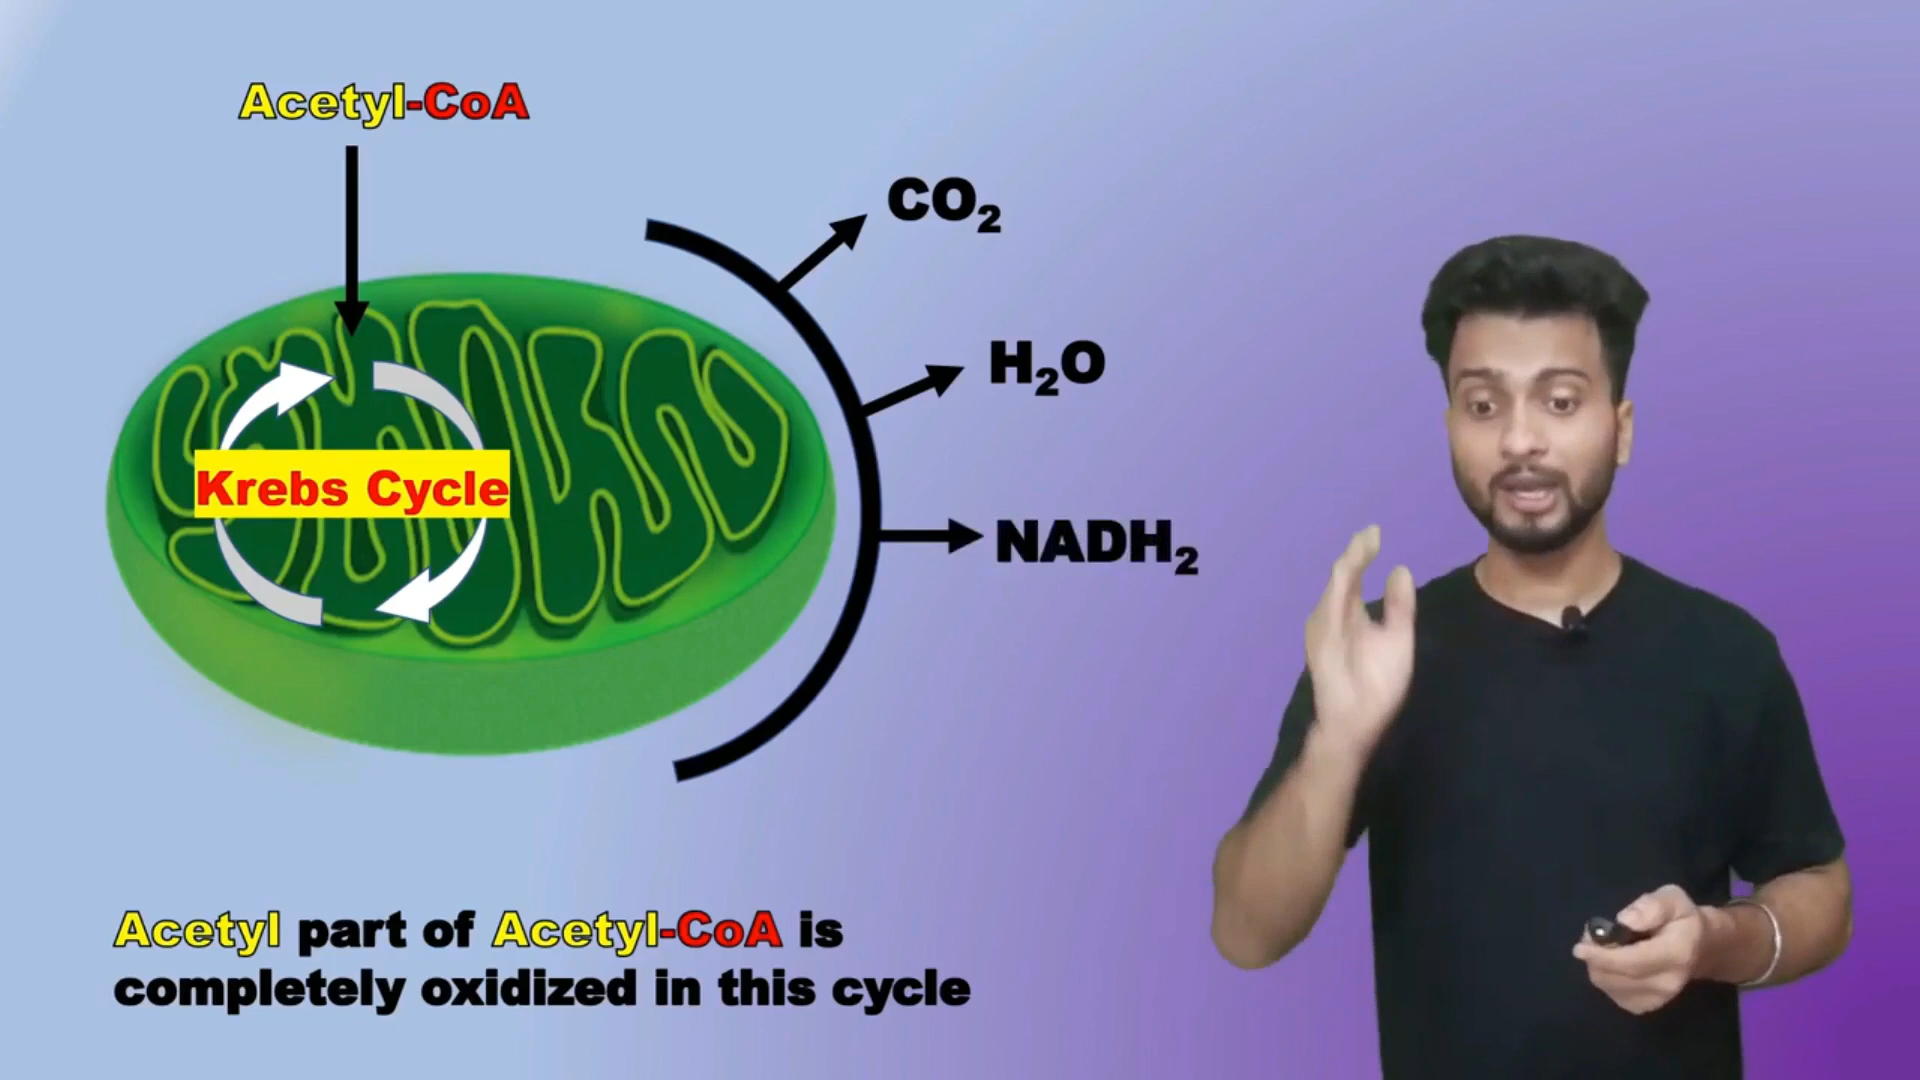 Acetyl-CoA
CO₂
H₂O
Krebs Cycle
NADH₂
Acetyl part of Acetyl-CoA is
completely oxidized in this cycle